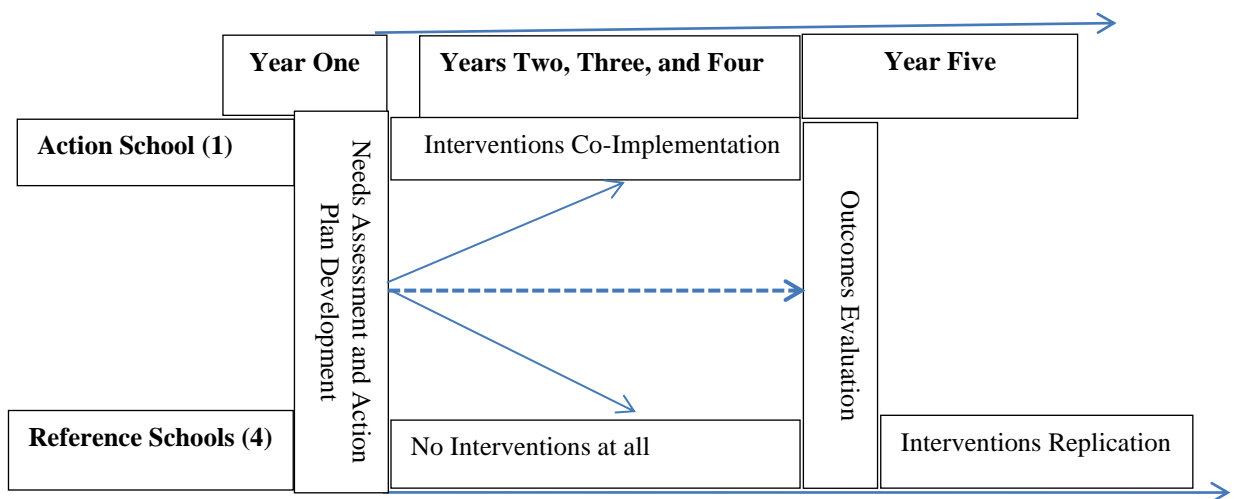 Year One
Years Two, Three, and Four
Year Five
Action School (1)
Needs Assessment and Action
Plan Development
Interventions Co-Implementation
Outcomes Evaluation
Reference Schools (4)
No Interventions at all
Interventions Replication